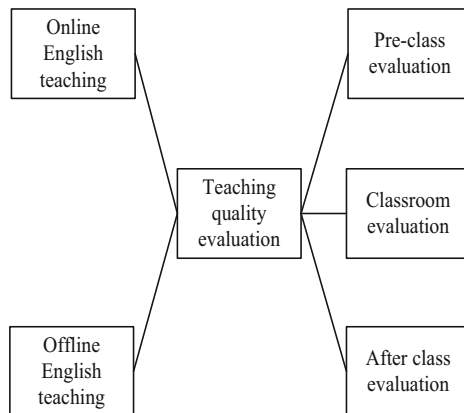 Online
English
teaching
Pre-class
evaluation
Teaching
quality
evaluation
Classroom
evaluation
Offline
English
teaching
After class
evaluation